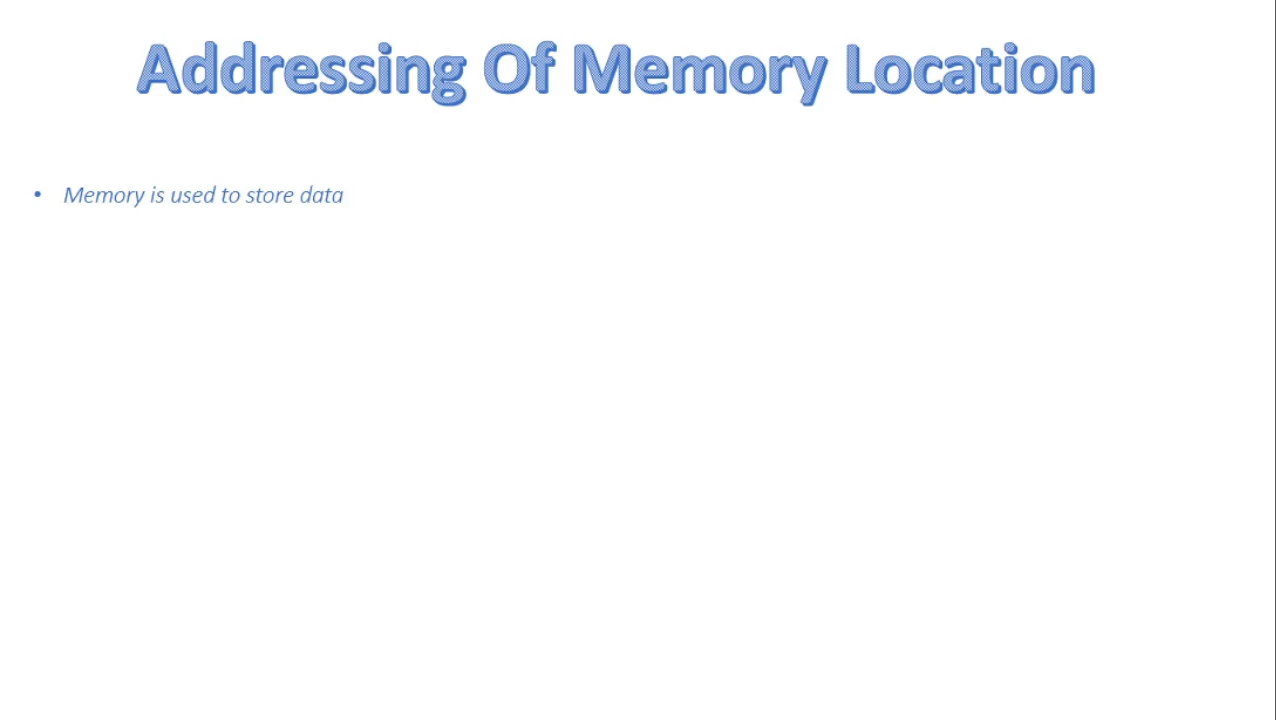 Addressing Of Memory Location
• Memory is used to store data